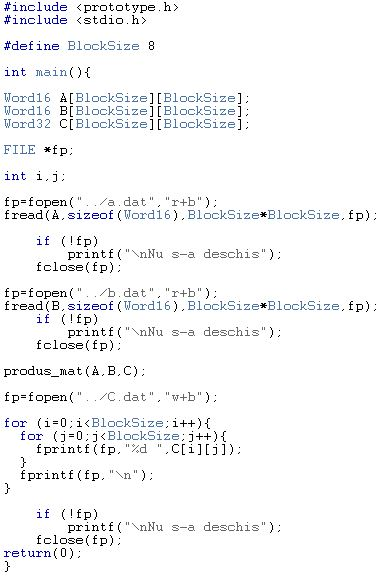 #include <prototype.h>
#include <stdio.h>
#define BlockSize 8
int main(){
Word16 A[BlockSize][BlockSize];
Word16 B[BlockSize][BlockSize];
Word32 C[BlockSize][BlockSize];
FILE *fp;
int i,j;
fp=fopen("../a.dat","r+b");
fread(A,sizeof(Word16),BlockSize*BlockSize,fp);
if (!fp)
printf("\nNu s-a deschis");
fclose(fp);
fp=fopen("../b.dat","r+b");
fread(B,sizeof(Word16),BlockSize*BlockSize,fp);
if (!fp)
printf("\nNu s-a deschis");
fclose(fp);
produs_mat(A,B,C);
fp=fopen("../C.dat","w+b");
for (i=0;i<BlockSize;i++){
for (j=0;j<BlockSize;j++){
fprintf(fp,"%d ",C[i][j]);
}
fprintf(fp,"\n");
}
if (!fp)
printf("\nNu s-a deschis");
fclose(fp);
return(0);
}